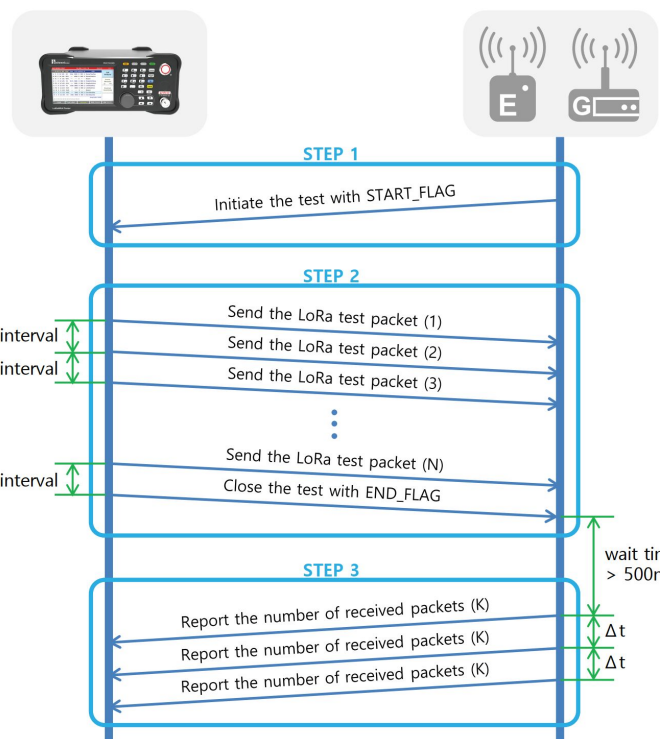 E
G
STEP 1
Initiate the test with START_FLAG
STEP 2
Send the LoRa test packet (1)
interval
Send the LoRa test packet (2)
interval
Send the LoRa test packet (3)
Send the LoRa test packet (N)
interval
Close the test with END_FLAG
wait
> 500
STEP 3
Report the number of received packets (K)
Δt
Report the number of received packets (K)
Δt
Report the number of received packets (K)